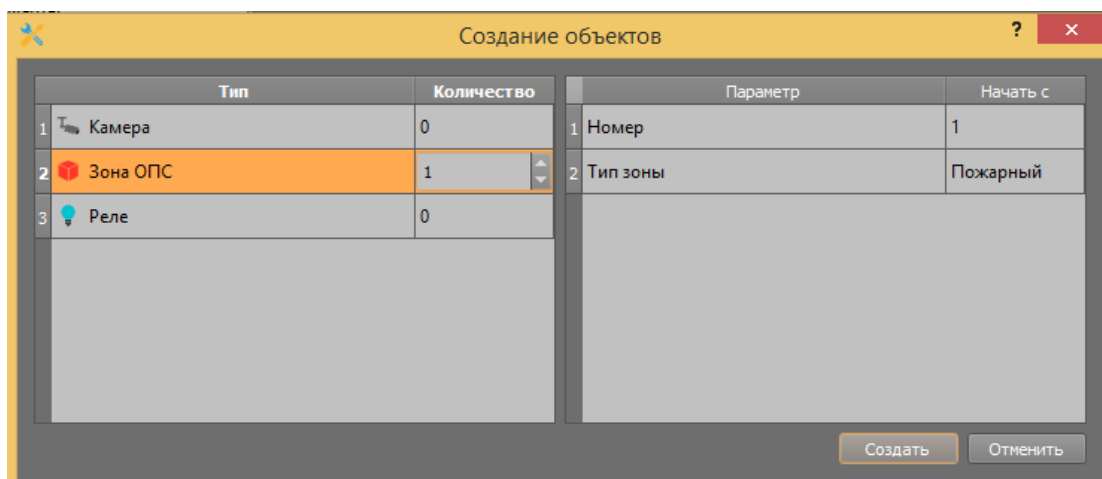 Создание объектов
?
Тип Количество
1 Камера 0
2 Зона ОПС 1
3 Реле 0
Параметр Начать с
1 Номер 1
2 Тип зоны Пожарный
Создать Отменить